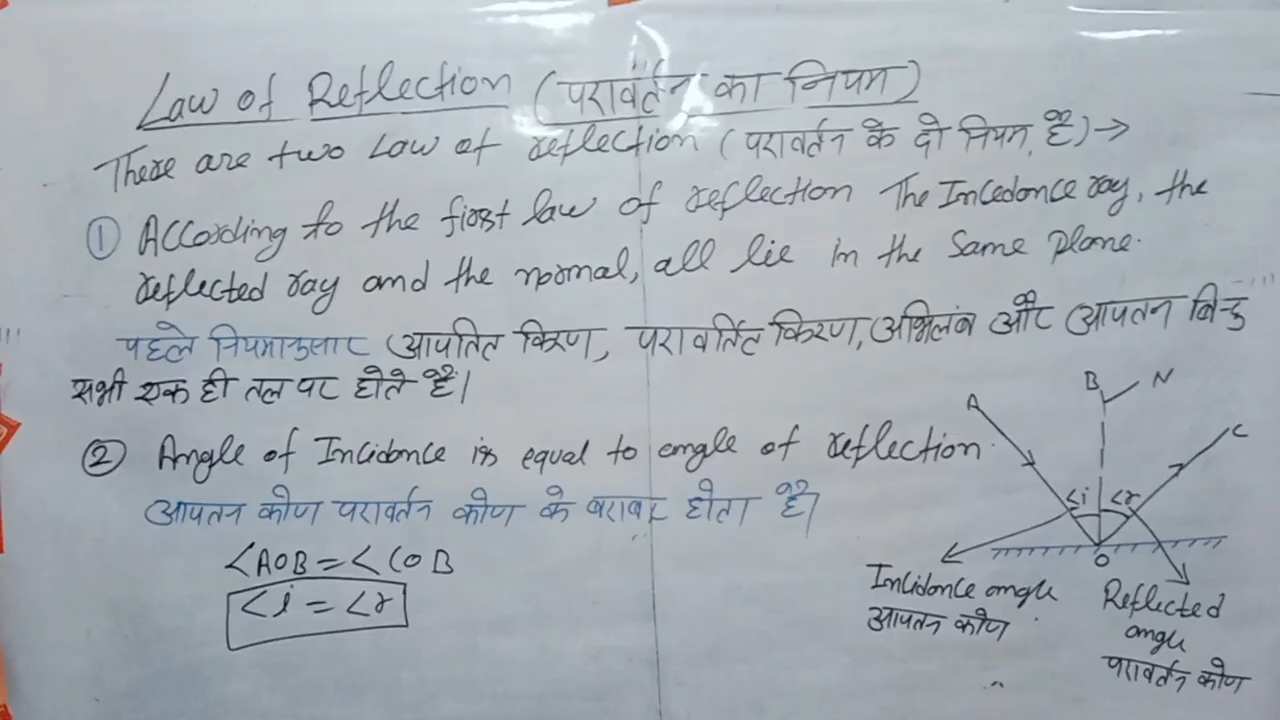 Law of Reflection (परावर्तन का नियम)
There are two Law of reflection (परावर्तन के दो नियम है) →
① According to the first law of reflection The Incedance ray, the
reflected ray and the normal, all lie in the Same Plane.
पहले नियमानुसार आपतित किरण, परावर्तित किरण, अभिलंब और आपतन बिन्दु
सभी एक ही तल पर होते हैं।
② Angle of Incidance is equal to angle of reflection.
आपतन कोण परावर्तन कोण के बराबर होता है।
<AOB = <COB
<i = <r
A
B
N
C
<i
<r
O
Incidance angle
आपतन कोण
Reflected
angle
परावर्तन कोण